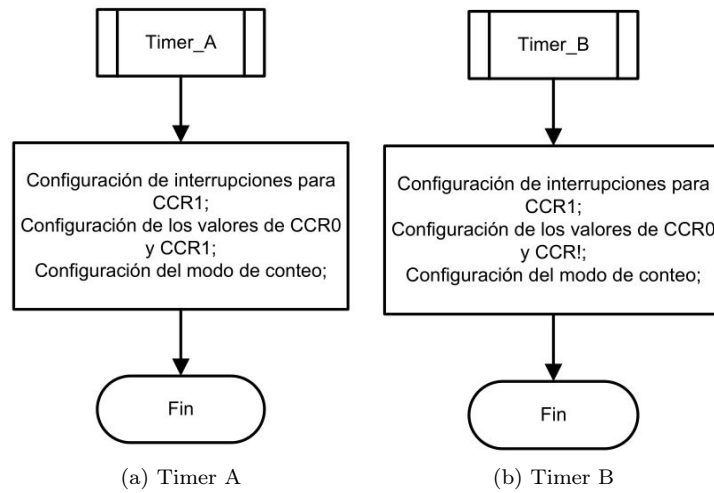 Timer_A
Configuración de interrupciones para
CCR1;
Configuración de los valores de CCR0
y CCR1;
Configuración del modo de conteo;
Fin
(a) Timer A
Timer_B
Configuración de interrupciones para
CCR1;
Configuración de los valores de CCR0
y CCR!;
Configuración del modo de conteo;
Fin
(b) Timer B